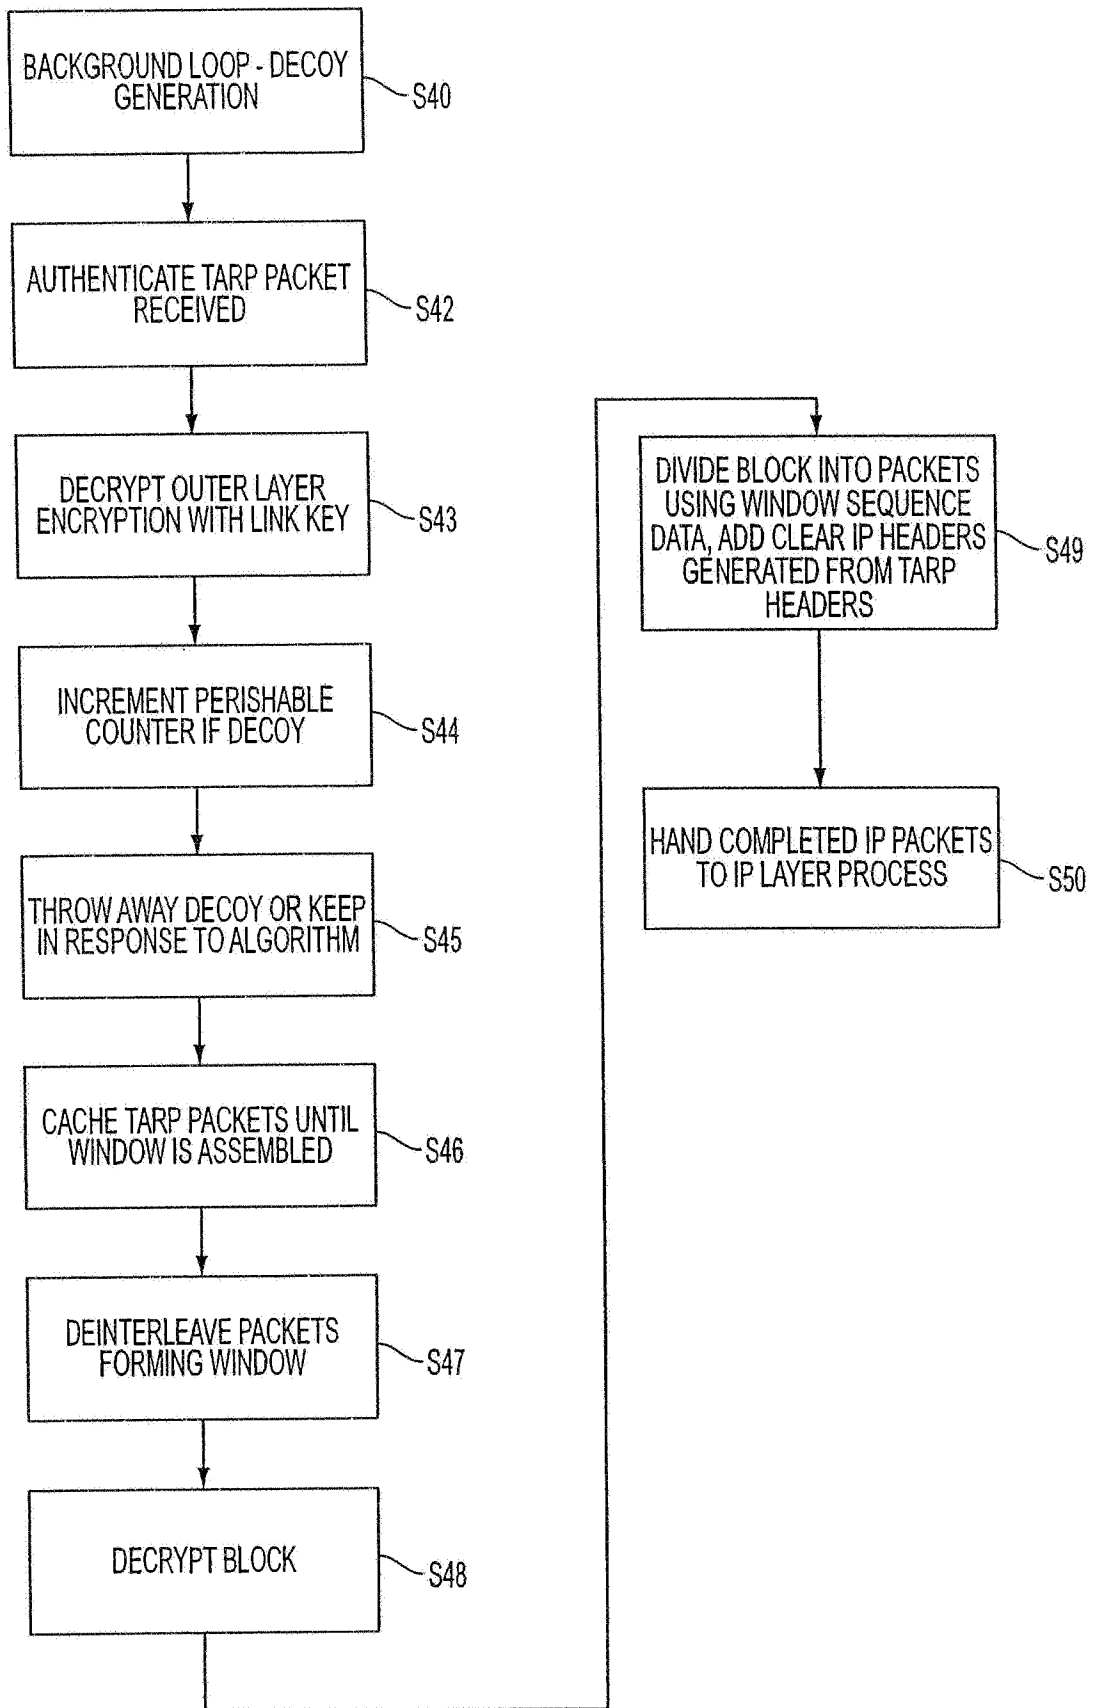 BACKGROUND LOOP - DECOY
GENERATION
S40
AUTHENTICATE TARP PACKET
RECEIVED
S42
DECRYPT OUTER LAYER
ENCRYPTION WITH LINK KEY
S43
INCREMENT PERISHABLE
COUNTER IF DECOY
S44
THROW AWAY DECOY OR KEEP
IN RESPONSE TO ALGORITHM
S45
CACHE TARP PACKETS UNTIL
WINDOW IS ASSEMBLED
S46
DEINTERLEAVE PACKETS
FORMING WINDOW
S47
DECRYPT BLOCK
S48
DIVIDE BLOCK INTO PACKETS
USING WINDOW SEQUENCE
DATA, ADD CLEAR IP HEADERS
GENERATED FROM TARP
HEADERS
S49
HAND COMPLETED IP PACKETS
TO IP LAYER PROCESS
S50